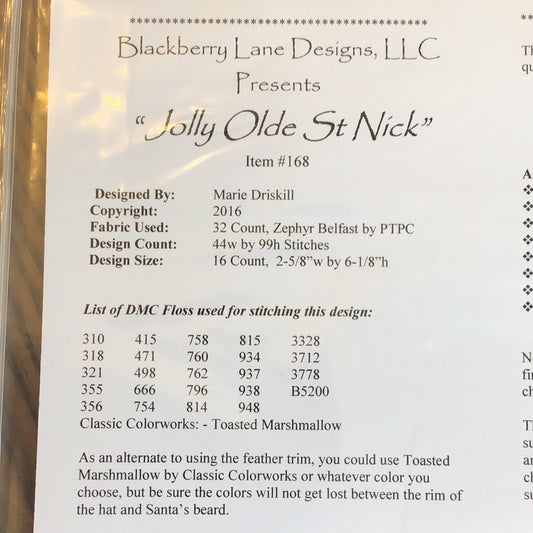 ****************************************
Blackberry Lane Designs, LLC
Presents
“Jolly Olde St Nick”
Item #168
Designed By: Marie Driskill
Copyright: 2016
Fabric Used: 32 Count, Zephyr Belfast by PTPC
Design Count: 44w by 99h Stitches
Design Size: 16 Count, 2-5/8”w by 6-1/8”h
List of DMC Floss used for stitching this design:
310 415 758 815 3328
318 471 760 934 3712
321 498 762 937 3778
355 666 796 938 B5200
356 754 814 948
Classic Colorworks: - Toasted Marshmallow
As an alternate to using the feather trim, you could use Toasted
Marshmallow by Classic Colorworks or whatever color you
choose, but be sure the colors will not get lost between the rim of
the hat and Santa’s beard.